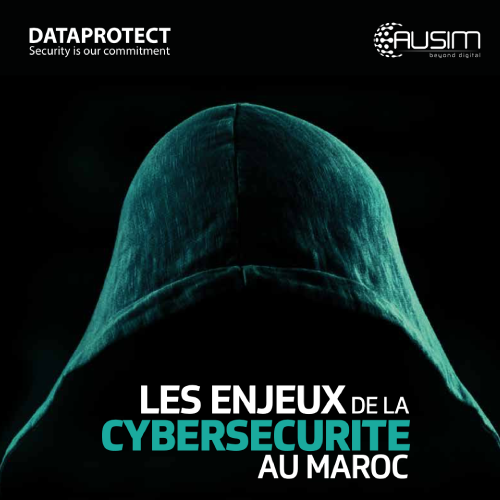 DATAPROTECT
Security is our commitment
AUSIM
beyond digital
LES ENJEUX DE LA
CYBERSECURITE
AU MAROC